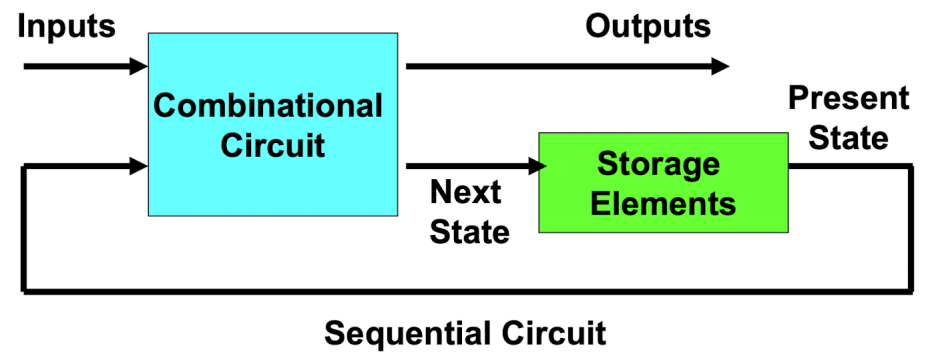 Inputs
Outputs
Combinational
Circuit
Present
State
Storage
Elements
Next
State
Sequential Circuit